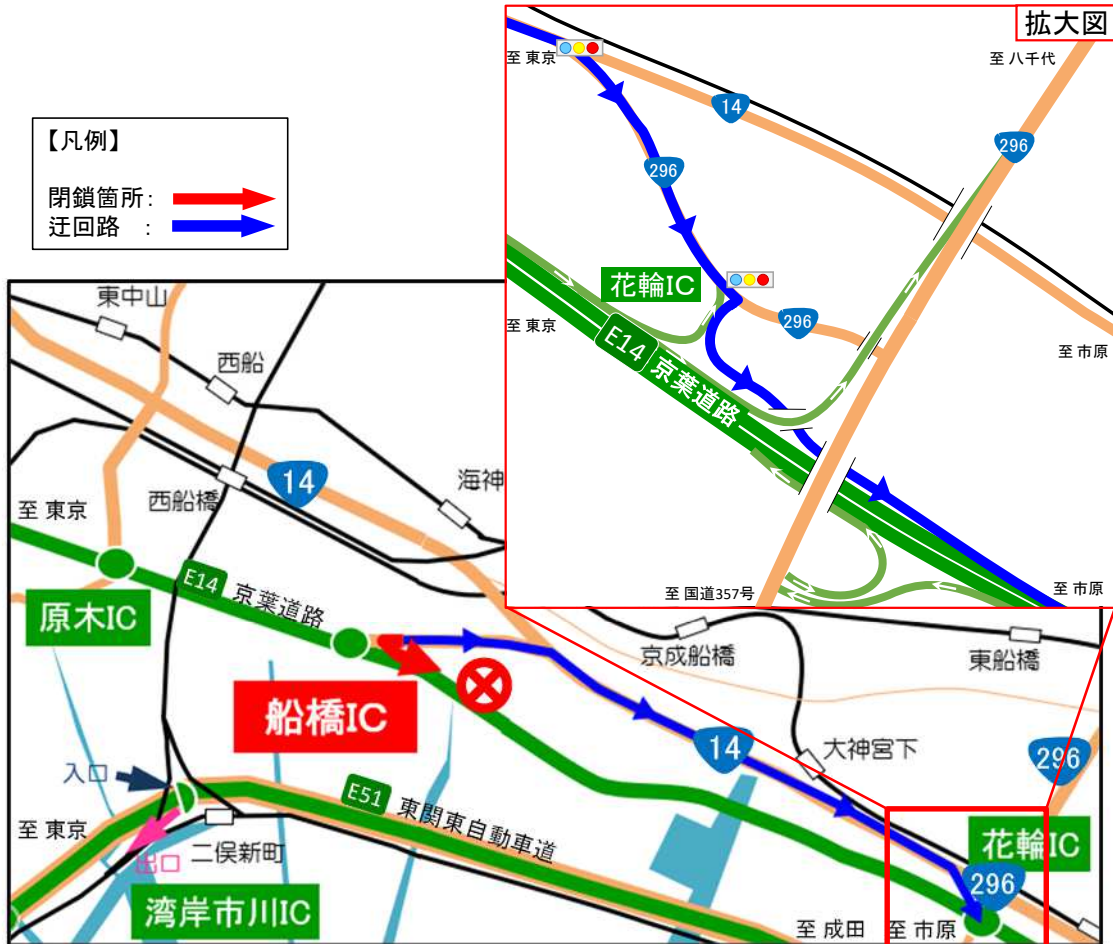 拡大図
至 東京
至 八千代
14
296
296
花輪IC
至 東京
296
至 市原
E14 京葉道路
至 国道357号
至 市原
【凡例】
閉鎖箇所:
迂回路 :
東中山
西船
西船橋
海神
14
至 東京
E14 京葉道路
原木IC
船橋IC
京成船橋
東船橋
大神宮下
14
296
入口
至 東京
出口
二俣新町
E51 東関東自動車道
湾岸市川IC
花輪IC
296
至 成田
至 市原